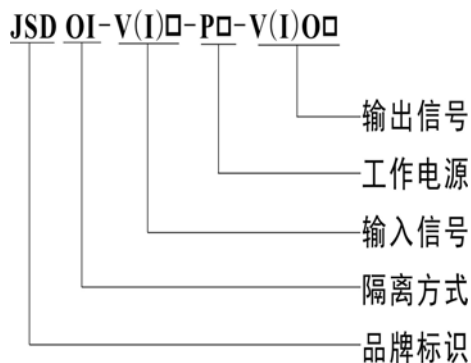 JSD OI-V(I)□-P□-V(I)O□
输出信号
工作电源
输入信号
隔离方式
品牌标识